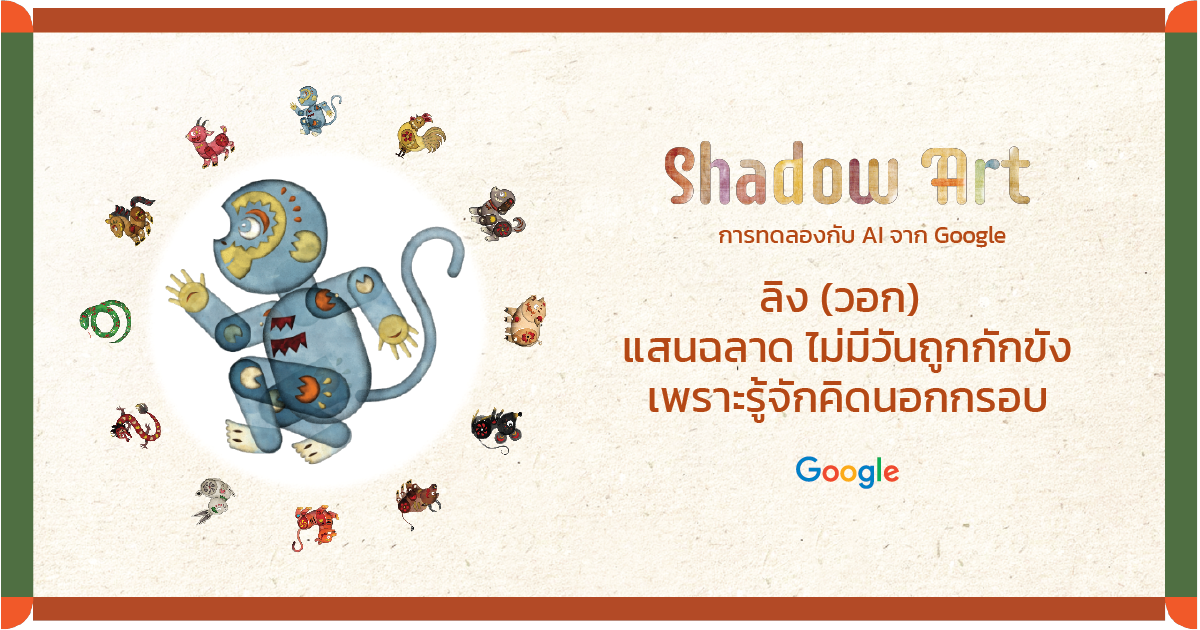 Shadow Art
การทดลองกับ AI จาก Google
ลิง (วอก)
แสนฉลาด ไม่มีวันถูกกักขัง
เพราะรู้จักคิดนอกกรอบ
Google